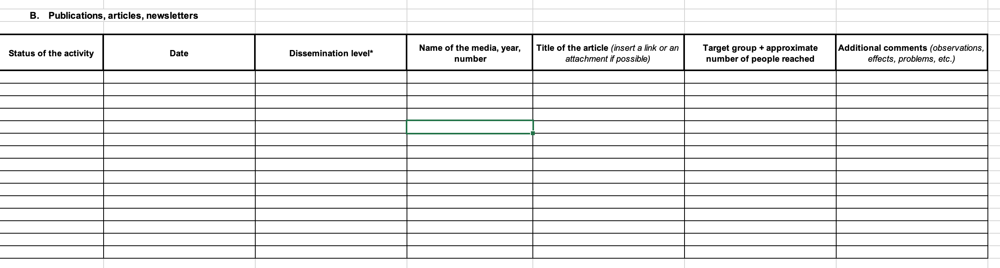 B. Publications, articles, newsletters
Status of the activity
Date
Dissemination level*
Name of the media, year,
number
Title of the article (insert a link or an
attachment if possible)
Target group + approximate
number of people reached
Additional comments (observations,
effects, problems, etc.)